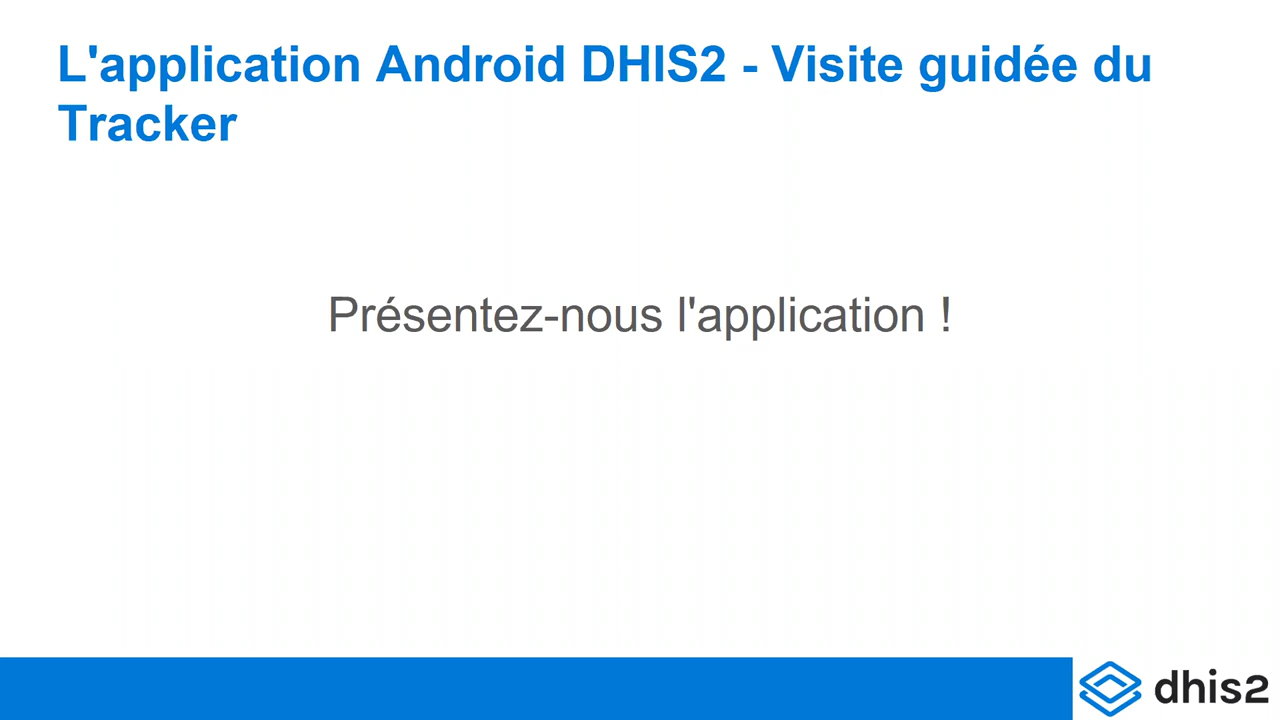 L'application Android DHIS2 - Visite guidée du
Tracker
Présentez-nous l'application !
dhis2